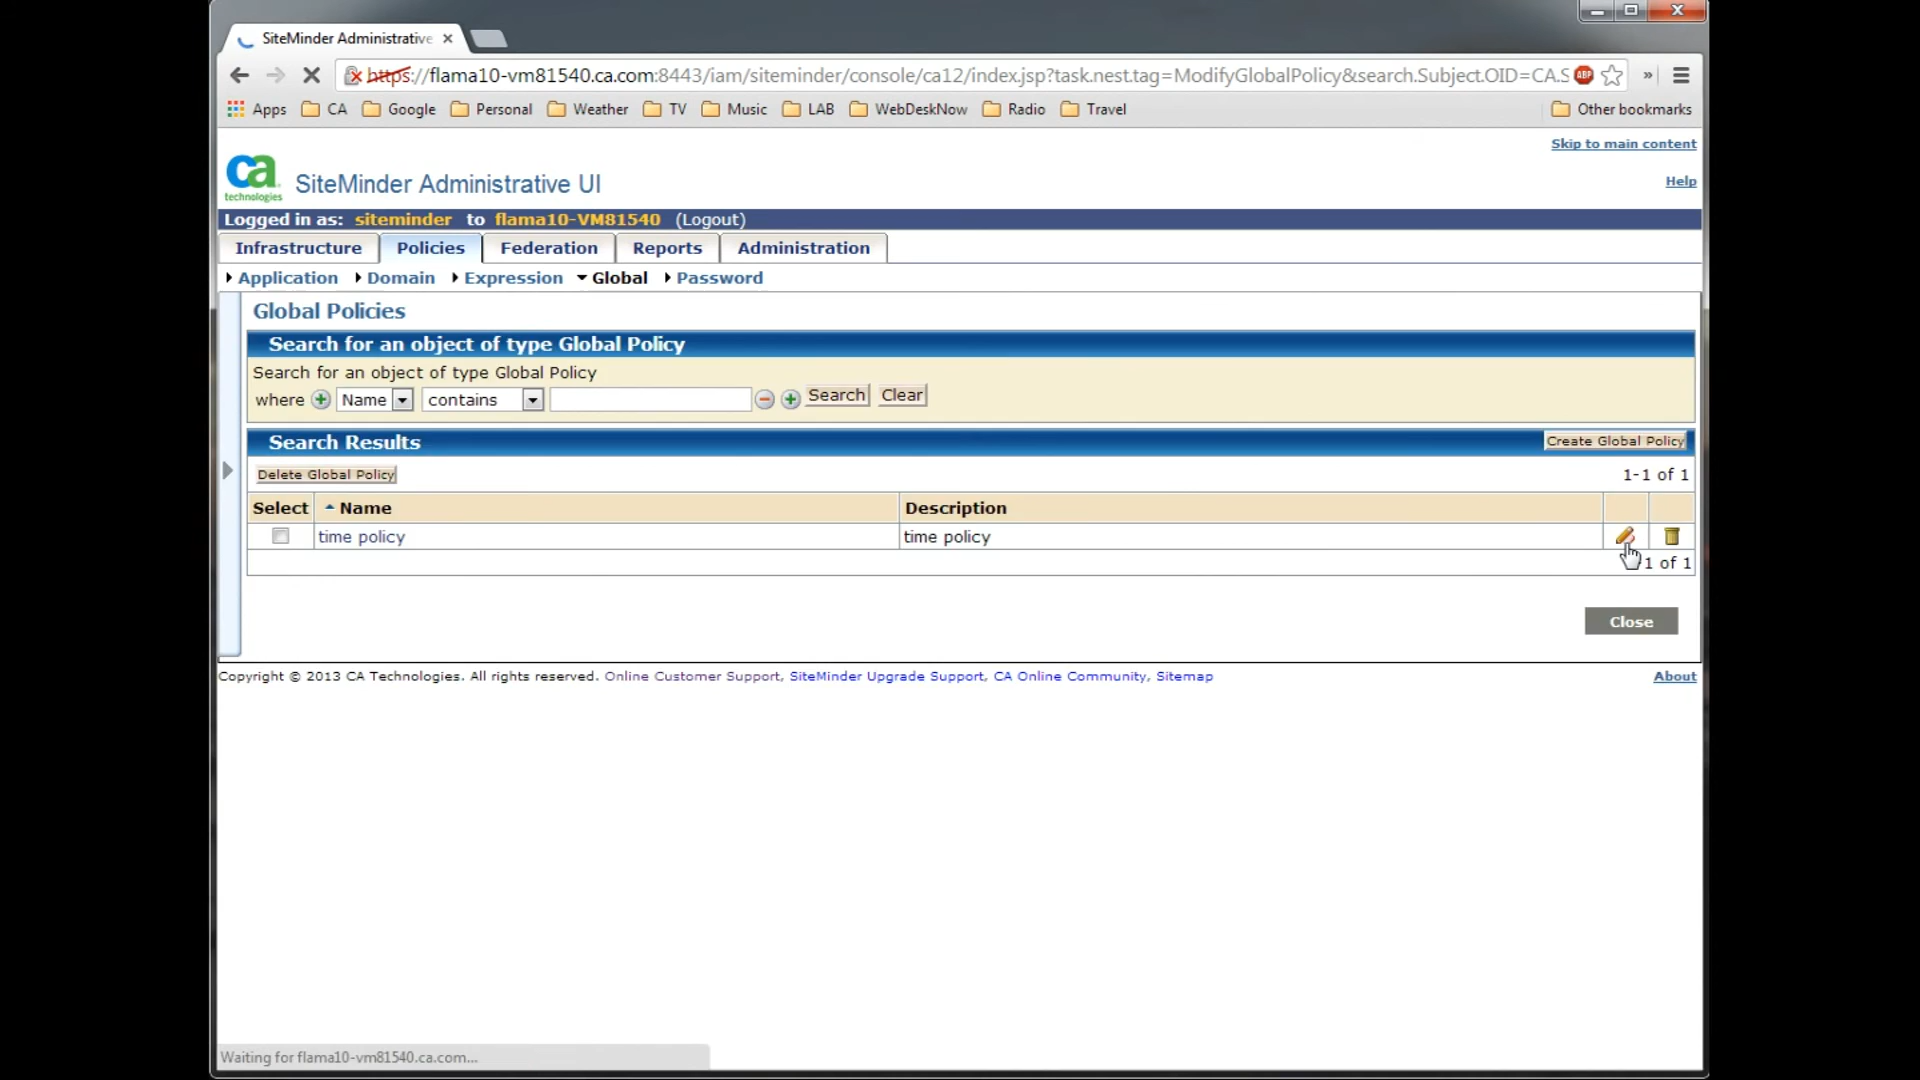 SiteMinder Administrative
https://flama10-vm81540.ca.com:8443/iam/siteminder/console/ca12/index.jsp?task.nest.tag=ModifyGlobalPolicy&search.Subject.OID=CA.S ABP »
Apps CA Google Personal Weather TV Music LAB WebDeskNow Radio Travel Other bookmarks
Skip to main content
ca technologies SiteMinder Administrative UI Help
Logged in as: siteminder to flama10-VM81540 (Logout)
Infrastructure Policies Federation Reports Administration
Application Domain Expression Global Password
Global Policies
Search for an object of type Global Policy
Search for an object of type Global Policy
where Name contains Search Clear
Search Results Create Global Policy
Delete Global Policy 1-1 of 1
Select Name Description
time policy time policy
1 of 1
Close
Copyright © 2013 CA Technologies. All rights reserved. Online Customer Support, SiteMinder Upgrade Support, CA Online Community, Sitemap About
Waiting for flama10-vm81540.ca.com...